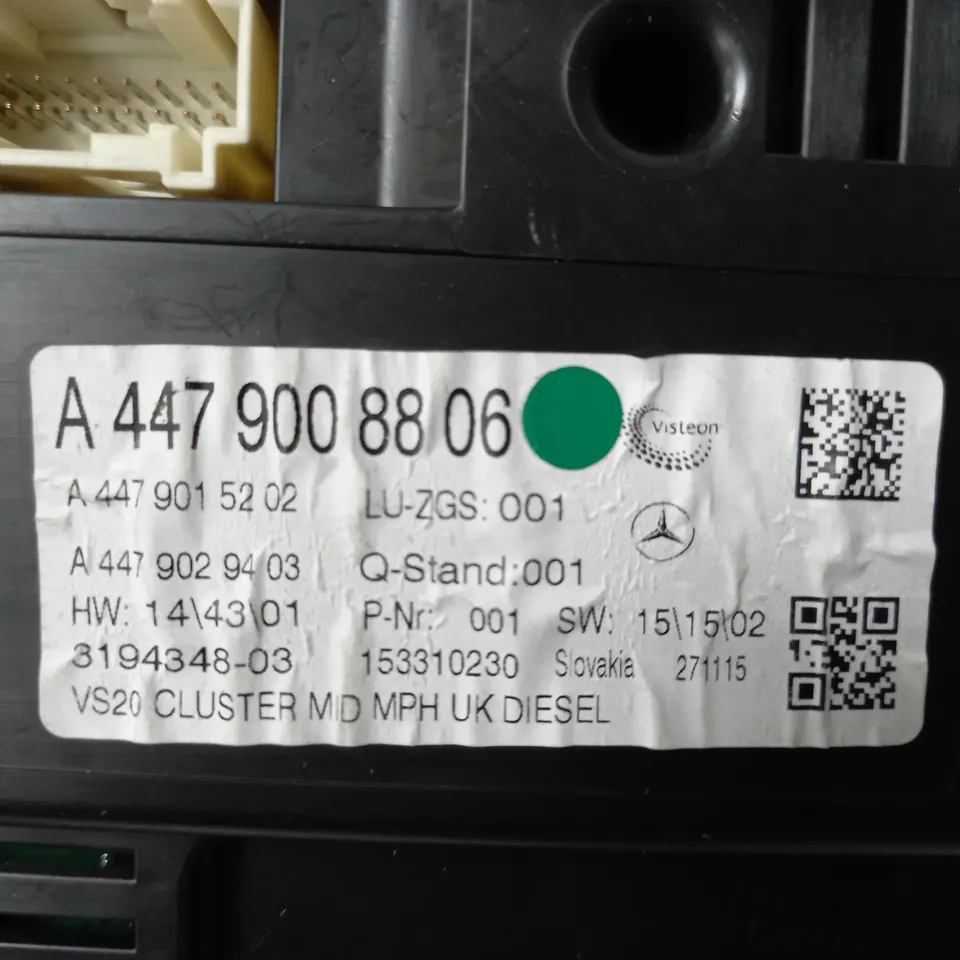 A 447 900 88 06 Visteon
A 447 901 52 02 LU-ZGS: 001
A 447 902 94 03 Q-Stand:001
HW: 14\43\01 P-Nr: 001 SW: 15\15\02
3194348-03 153310230 Slovakia 271115
VS20 CLUSTER MID MPH UK DIESEL